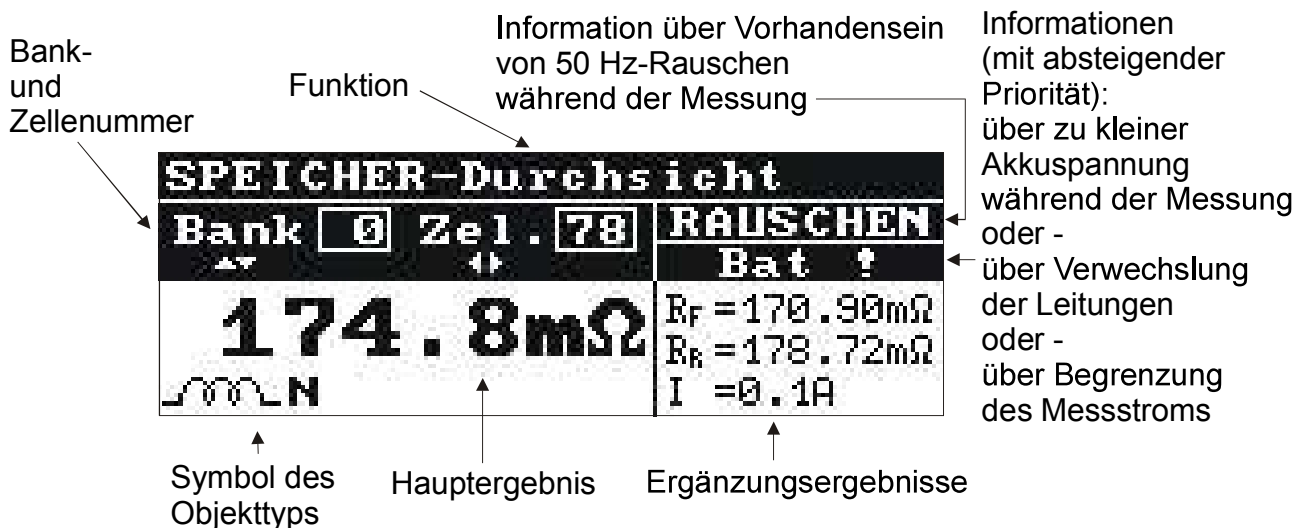 Bank-
und
Zellenummer
Funktion
Information über Vorhandensein
von 50 Hz-Rauschen
während der Messung
Informationen
(mit absteigender
Priorität):
über zu kleiner
Akkuspannung
während der Messung
oder -
über Verwechslung
der Leitungen
oder -
über Begrenzung
des Messstroms
SPEICHER-Durchsicht
Bank 0 Zel. 78
RAUSCHEN
Bat !
174.8mΩ
N
RF =170.90mΩ
RR =178.72mΩ
I =0.1A
Symbol des
Objekttyps
Hauptergebnis
Ergänzungsergebnisse